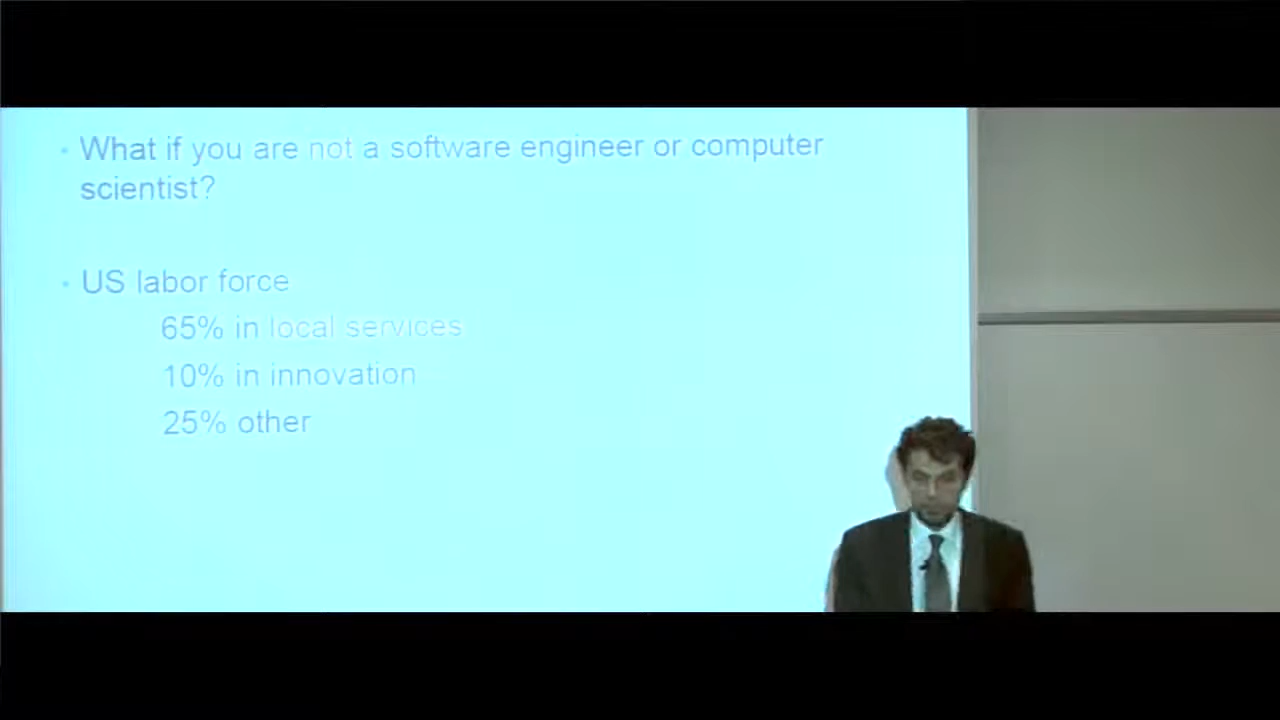 What if you are not a software engineer or computer
scientist?
US labor force
65% in local services
10% in innovation
25% other